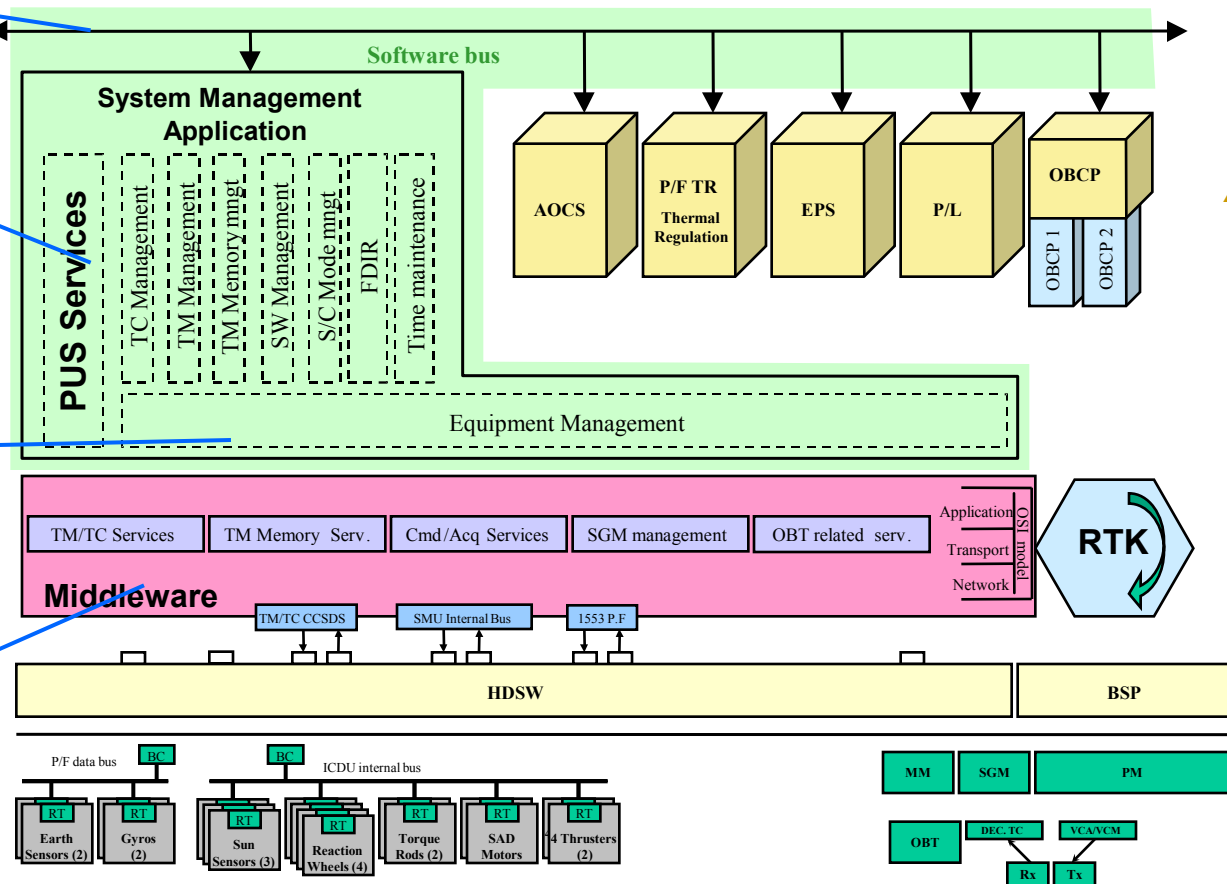 Software bus
System Management
Application
PUS Services
TC Management
TM Management
TM Memory mngt
SW Management
S/C Mode mngt
FDIR
Time maintenance
Equipment Management
AOCS
P/F TR
Thermal
Regulation
EPS
P/L
OBCP
OBCP 1
OBCP 2
TM/TC Services
TM Memory Serv.
Cmd/Acq Services
SGM management
OBT related serv.
Application
Transport
Network
OSI model
Middleware
RTK
TM/TC CCSDS
SMU Internal Bus
1553 P.F
HDSW
BSP
P/F data bus
BC
BC
ICDU internal bus
RT
Earth
Sensors (2)
RT
Gyros
(2)
RT
Sun
Sensors (3)
RT
Reaction
Wheels (4)
RT
Torque
Rods (2)
RT
SAD
Motors
RT
4 Thrusters
(2)
MM
SGM
PM
OBT
DEC. TC
VCA/VCM
Rx
Tx